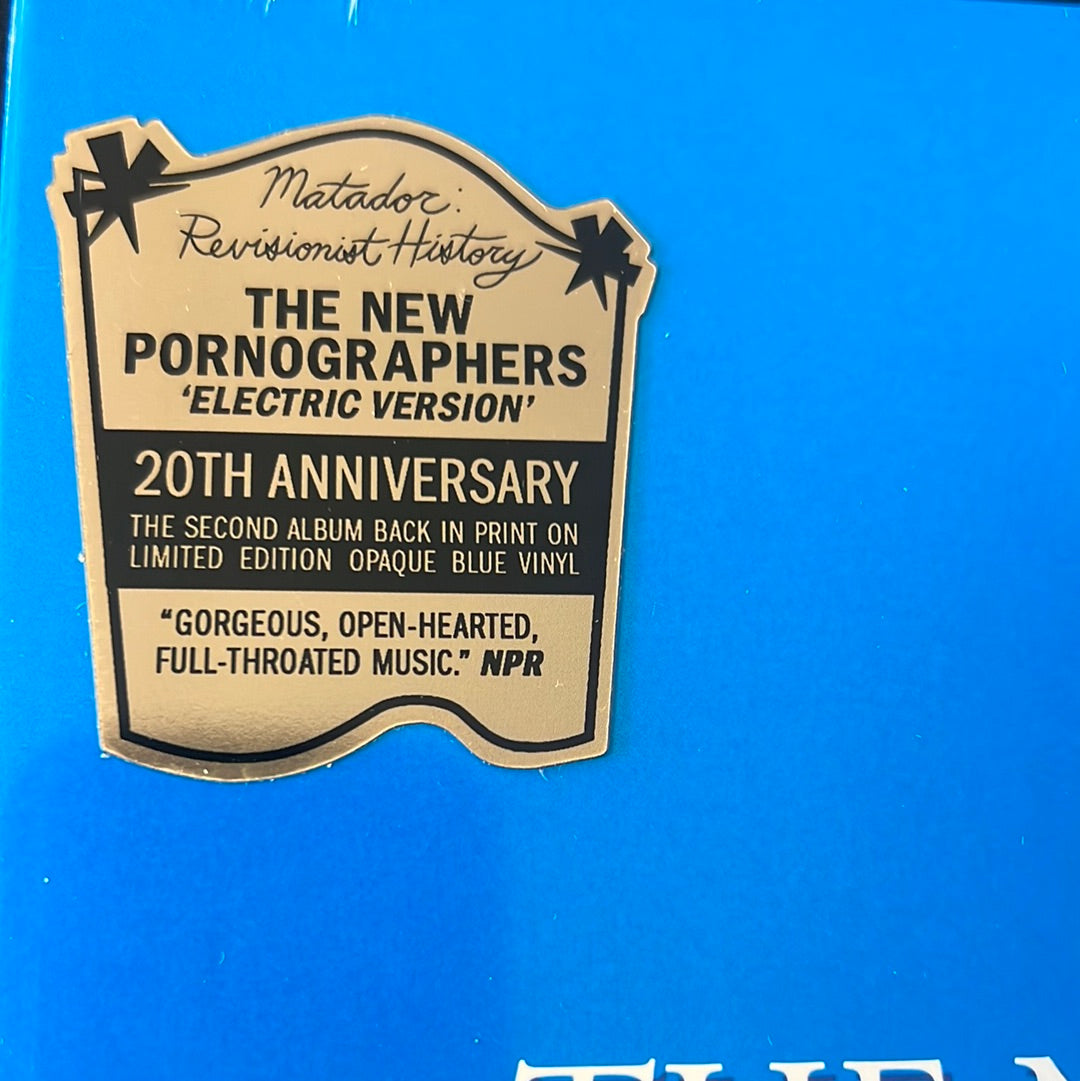 Matador:
Revisionist History
THE NEW
PORNOGRAPHERS
‘ELECTRIC VERSION’
20TH ANNIVERSARY
THE SECOND ALBUM BACK IN PRINT ON
LIMITED EDITION OPAQUE BLUE VINYL
“GORGEOUS, OPEN-HEARTED,
FULL-THROATED MUSIC.” NPR
THE